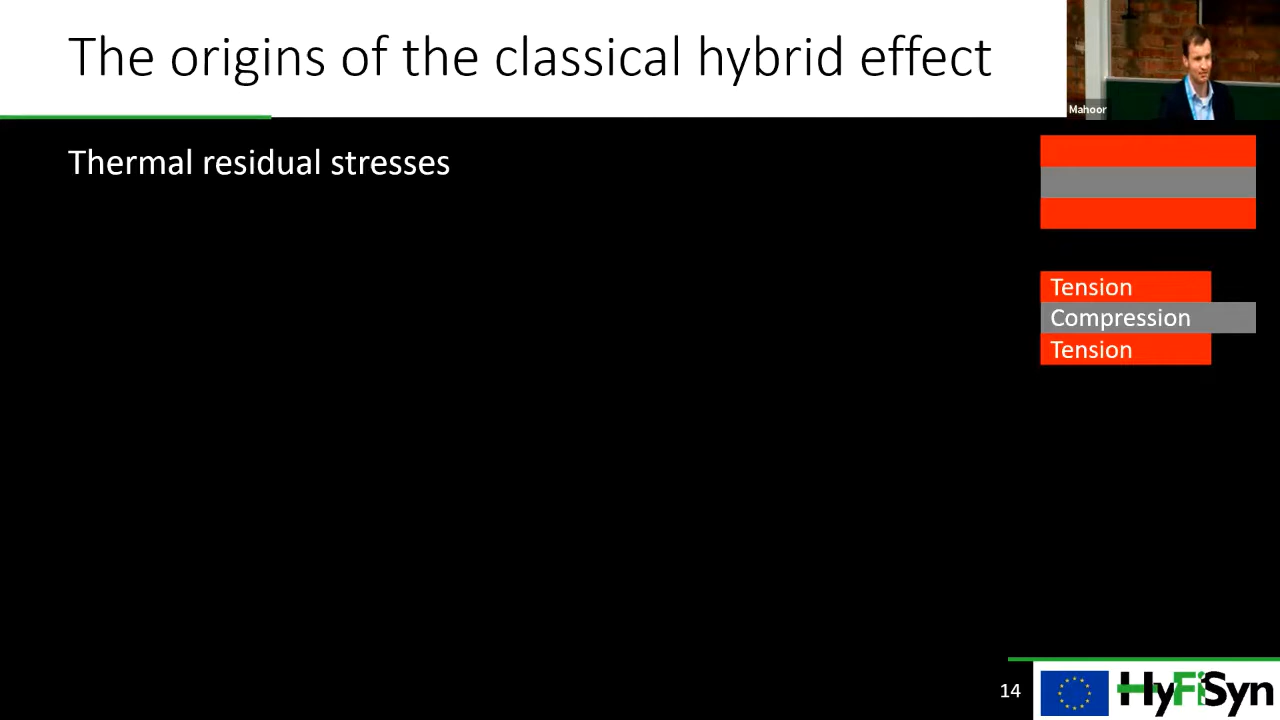 The origins of the classical hybrid effect
Mahoor
Thermal residual stresses
Tension
Compression
Tension
14
HyFiSyn